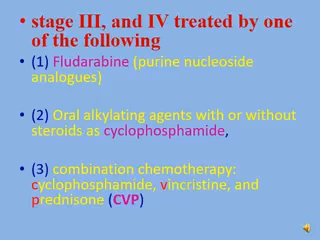 • stage III, and IV treated by one
of the following
• (1) Fludarabine (purine nucleoside
analogues)
• (2) Oral alkylating agents with or without
steroids as cyclophosphamide,
• (3) combination chemotherapy:
cyclophosphamide, vincristine, and
prednisone (CVP)